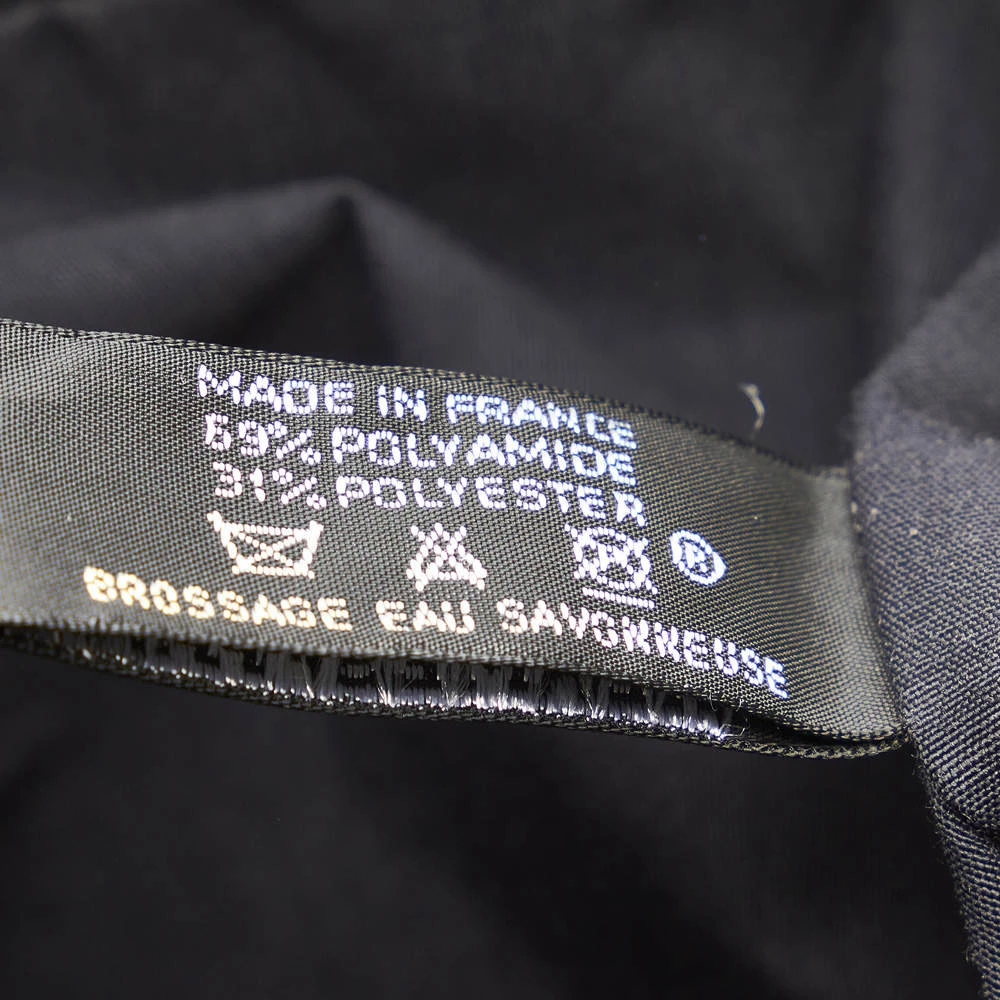 MADE IN FRANCE
69% POLYAMIDE
31% POLYESTER
®
BROSSAGE EAU SAVONNEUSE